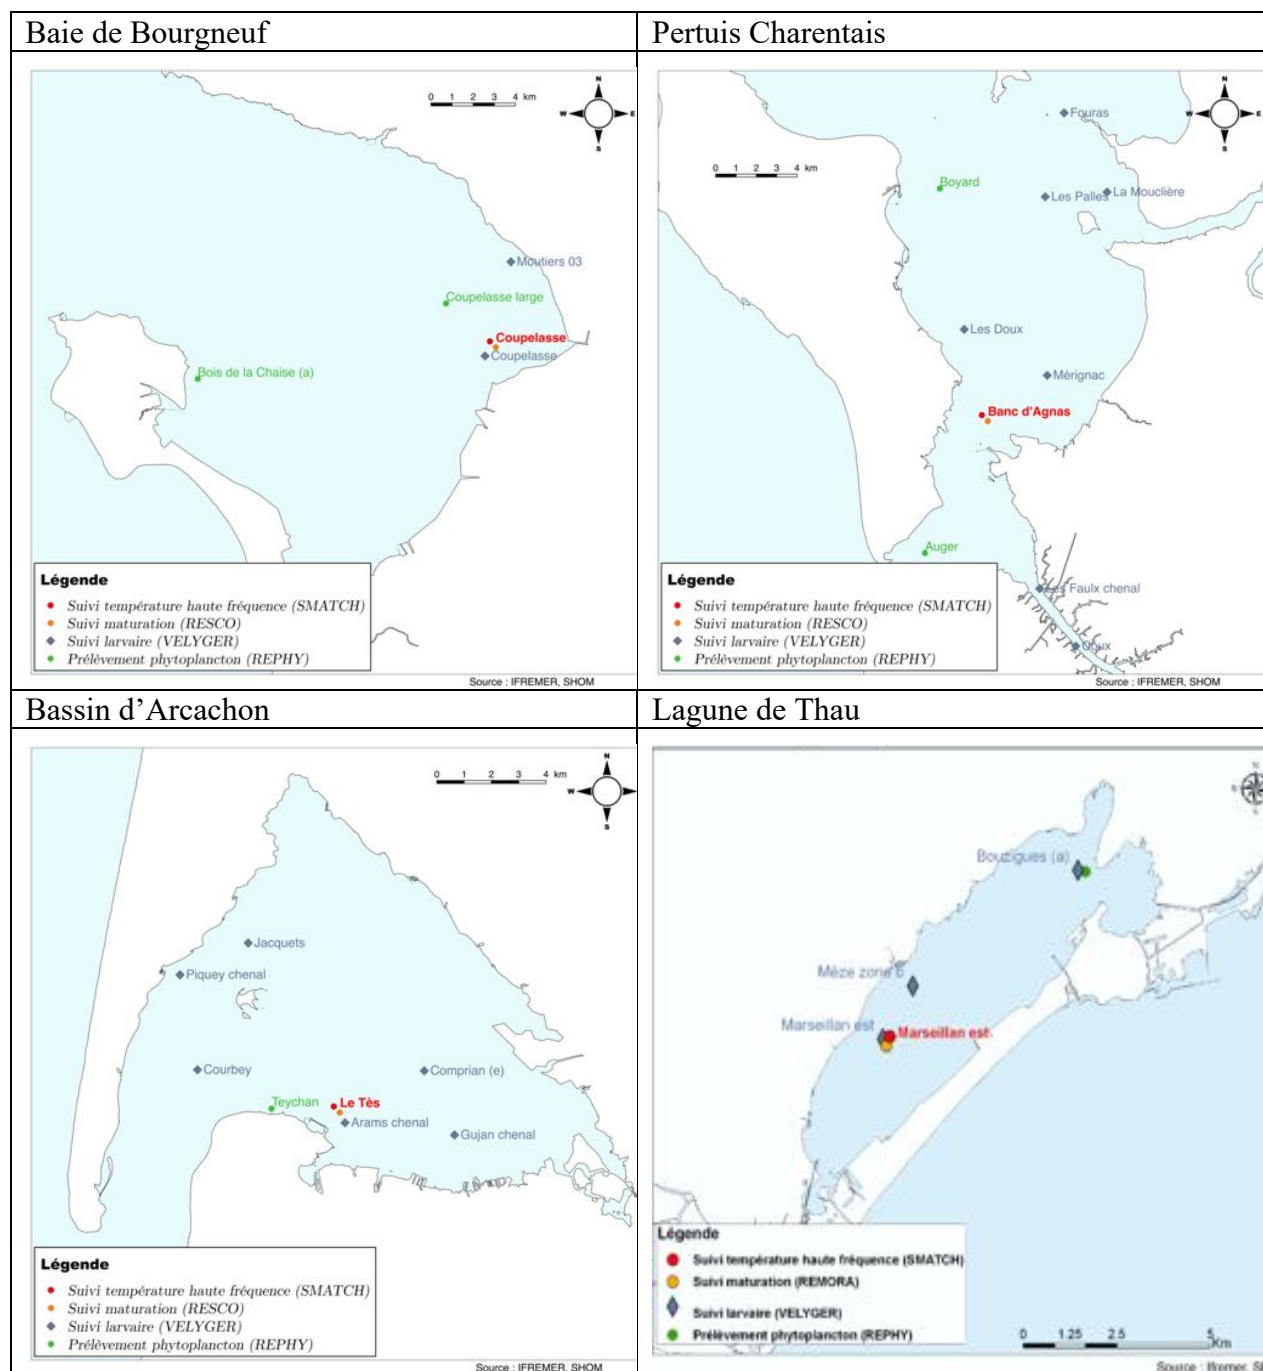 Baie de Bourgneuf
Pertuis Charentais
0 1 2 3 4 km
N
W E
S
Moutiers 03
Coupelasse large
Coupelasse
Coupelasse
Bois de la Chaise (a)
Légende
Suivi température haute fréquence (SMATCH)
Suivi maturation (RESCO)
Suivi larvaire (VELYGER)
Prélèvement phytoplancton (REPHY)
Source : IFREMER, SHOM
N
W E
S
Fouras
0 1 2 3 4 km
Boyard
Les Palles
La Mouclière
Les Doux
Mérignac
Banc d'Agnas
Auger
Les Faulx chenal
Légende
Suivi température haute fréquence (SMATCH)
Suivi maturation (RESCO)
Suivi larvaire (VELYGER)
Prélèvement phytoplancton (REPHY)
Source : IFREMER, SHOM
Bassin d'Arcachon
Lagune de Thau
0 1 2 3 4 km
N
W
S
Jacquets
Piquey chenal
Courbey
Comprian (e)
Teychan
Le Tès
Arams chenal
Gujan chenal
Légende
Suivi température haute fréquence (SMATCH)
Suivi maturation (RESCO)
Suivi larvaire (VELYGER)
Prélèvement phytoplancton (REPHY)
Source : IFREMER, SHOM
Bouzigues (a)
Mèze zone
Marseillan est
Marseillan est.
Légende
Suivi température haute fréquence (SMATCH)
Suivi maturation (REMORA)
Suivi larvaire (VELYGER)
Prélèvement phytoplancton (REPHY)
0 1.25 2.5 5 Km
Source : Ifremer,